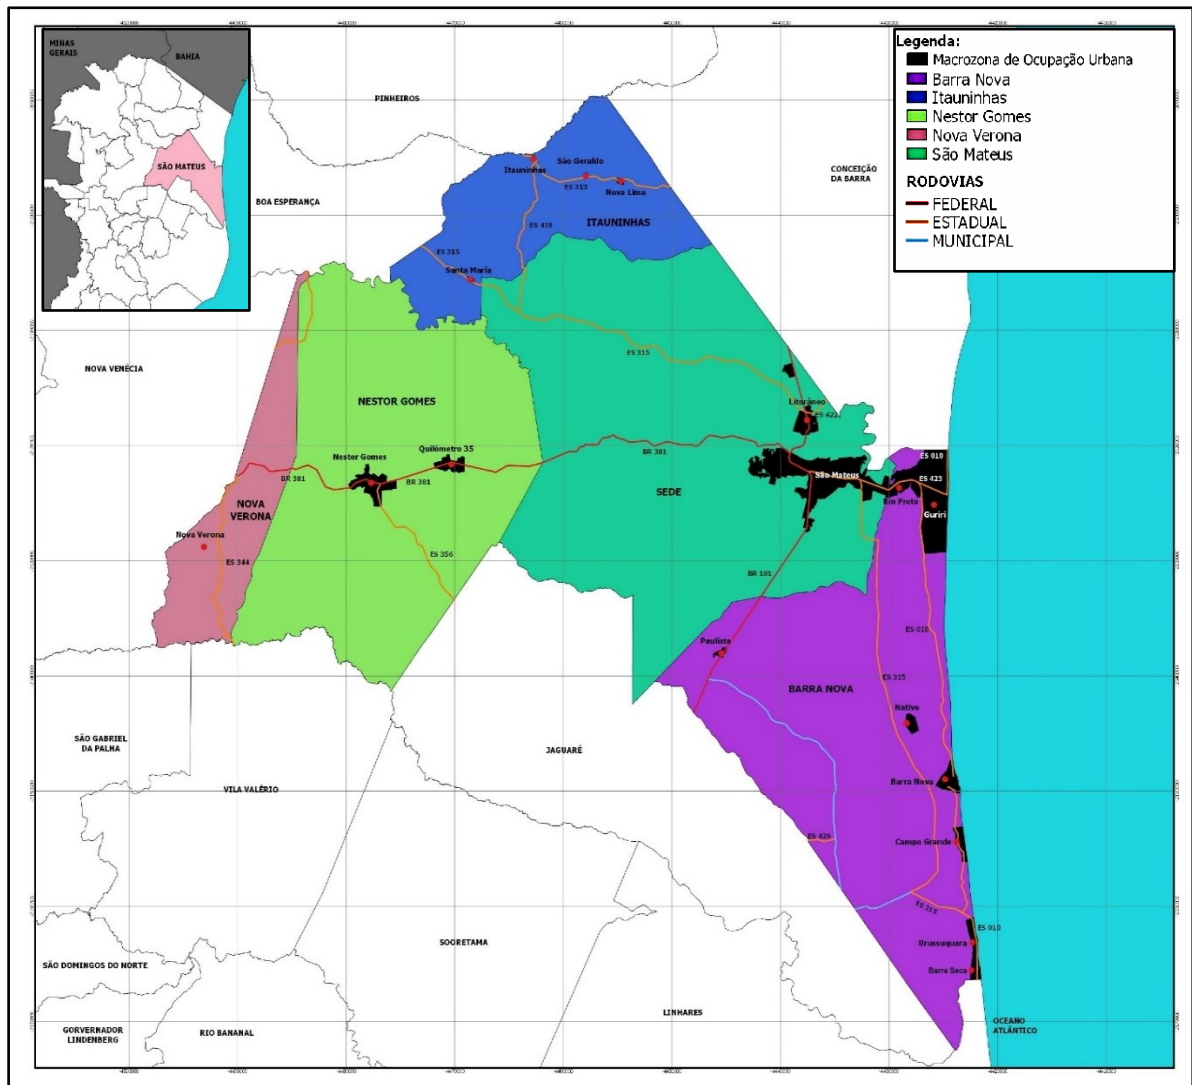 MINAS
GERAIS
BAHIA
SÃO MATEUS
Legenda:
Macrozona de Ocupação Urbana
Barra Nova
Itauninhas
Nestor Gomes
Nova Verona
São Mateus
RODOVIAS
FEDERAL
ESTADUAL
MUNICIPAL
PINHEIROS
CONCEIÇÃO
DA BARRA
BOA ESPERANÇA
Itauninhas
São Geraldo
ES 313
Nova Lima
ITAUNINHAS
ES 418
ES 315
Santa Maria
NOVA VENÉCIA
ES 315
NESTOR GOMES
Litorâneo
ES 422
Nestor Gomes
Quilômetro 35
BR 381
BR 381
BR 381
SEDE
São Mateus
ES 010
ES 423
Rio Preto
Guriri
NOVA
VERONA
Nova Verona
ES 344
ES 356
BR 101
Paulista
ES 010
ES 315
BARRA NOVA
Nativo
SÃO GABRIEL
DA PALHA
JAGUARÉ
VILA VALÉRIO
Barra Nova
ES 429
Campo Grande
ES 010
Urussuquara
Barra Seca
SOORETAMA
SÃO DOMINGOS DO NORTE
LINHARES
OCEANO
ATLÂNTICO
GORVERNADOR
LINDENBERG
RIO BANANAL